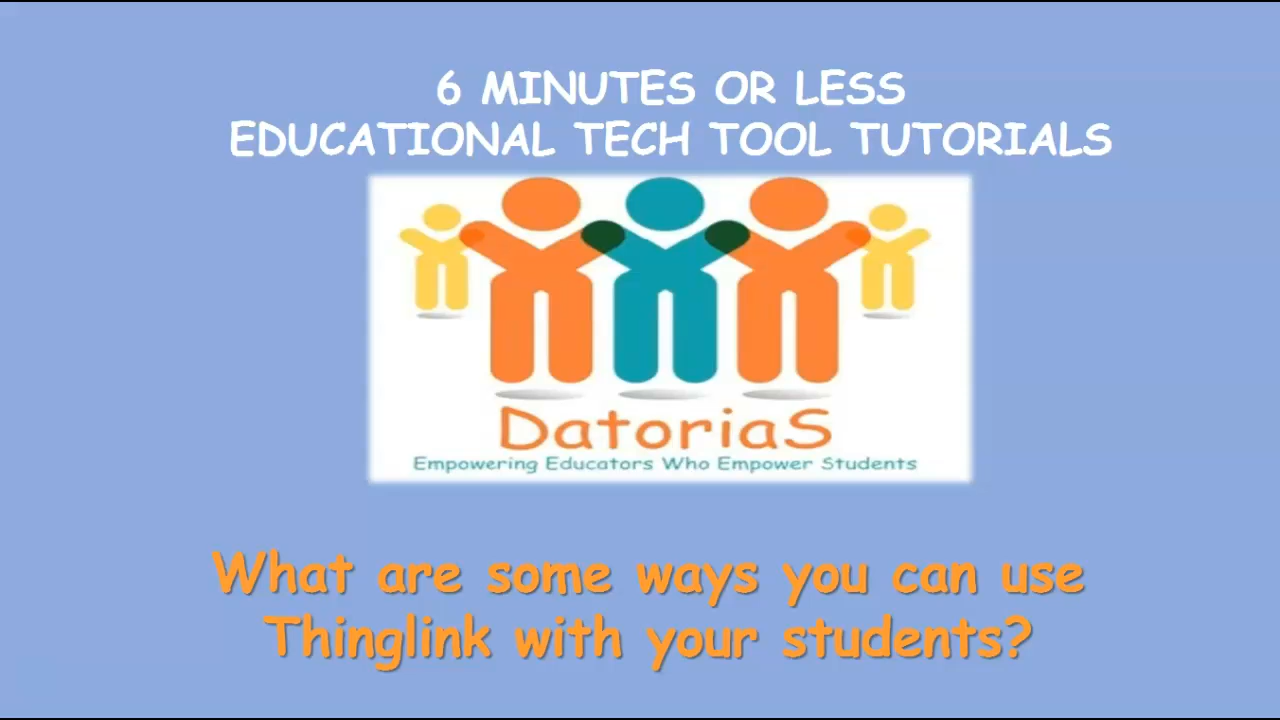 6 MINUTES OR LESS
EDUCATIONAL TECH TOOL TUTORIALS
DatoriaS
Empowering Educators Who Empower Students
What are some ways you can use
Thinglink with your students?